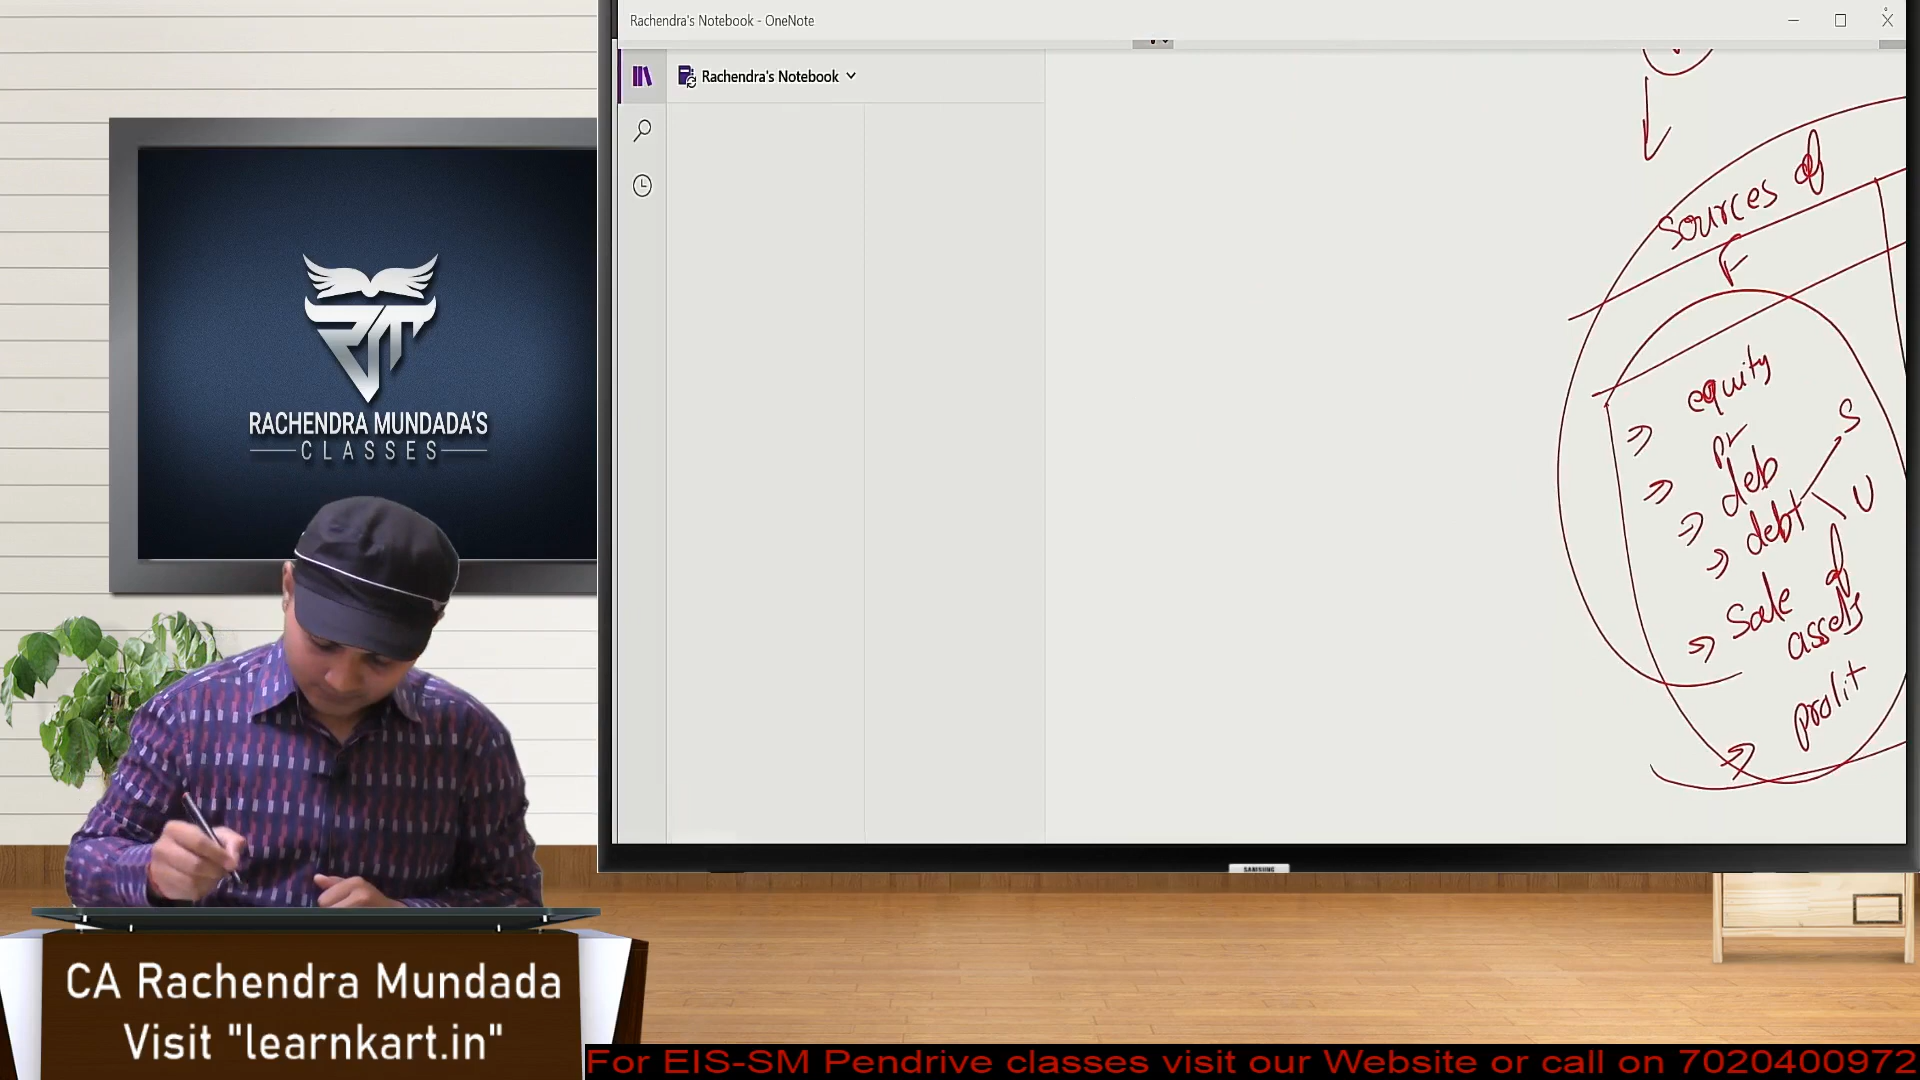 Rachendra's Notebook - OneNote
Rachendra's Notebook
Sources of
F
equity
pr
deb
debt
S
U
Sale of
assets
profit
RACHENDRA MUNDADA'S
CLASSES
SAMSUNG
CA Rachendra Mundada
Visit "learnkart.in"
For EIS-SM Pendrive classes visit our Website or call on 7020400972